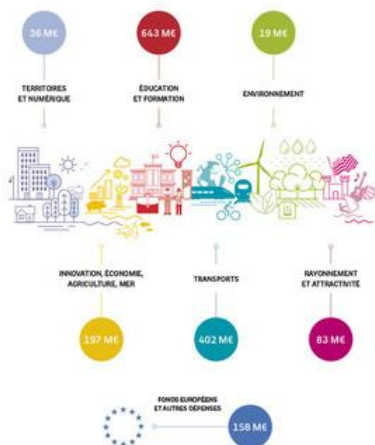 36 M€
643 M€
19 M€
TERRITOIRES
ET NUMÉRIQUE
ÉDUCATION
ET FORMATION
ENVIRONNEMENT
INNOVATION, ÉCONOMIE,
AGRICULTURE, MER
TRANSPORTS
RAYONNEMENT
ET ATTRACTIVITÉ
197 M€
402 M€
83 M€
FONDS EUROPÉENS
ET AUTRES DÉPENSES
158 M€